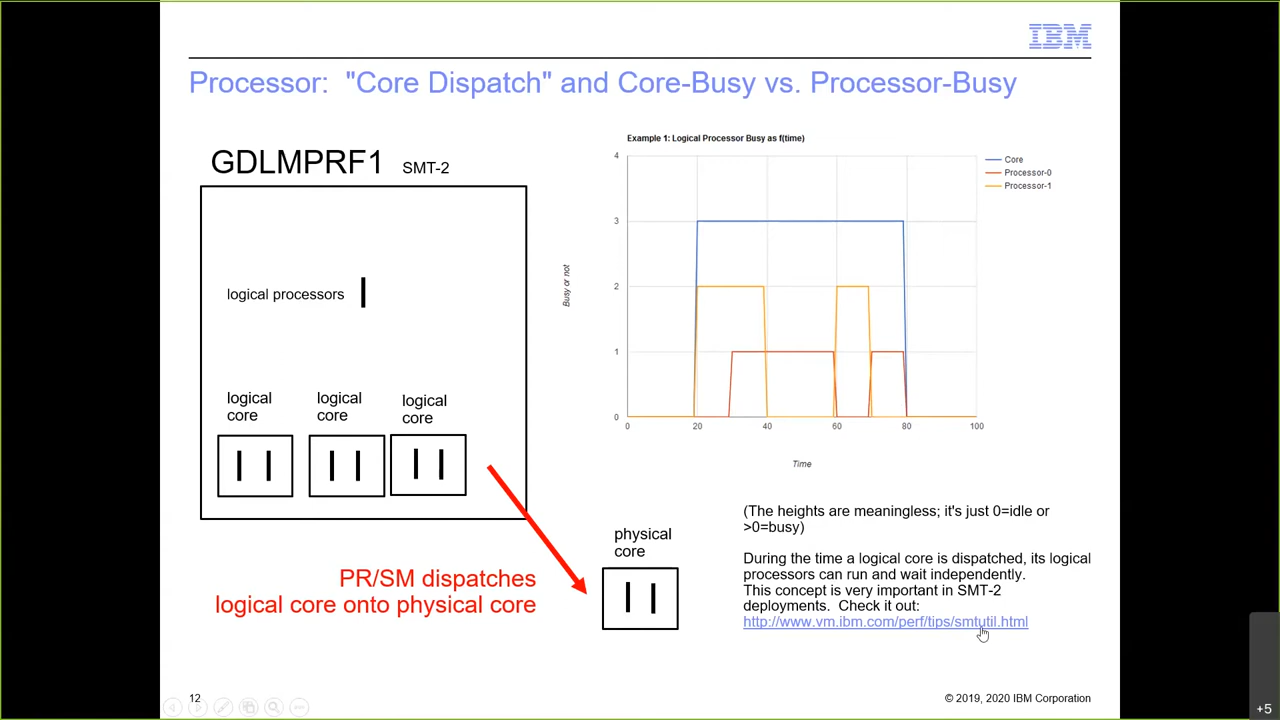 IBM
Processor:  "Core Dispatch" and Core-Busy vs. Processor-Busy
GDLMPRF1 SMT-2
logical processors
logical
core
logical
core
logical
core
PR/SM dispatches
logical core onto physical core
physical
core
Example 1: Logical Processor Busy as f(time)
Core
Processor-0
Processor-1
4
3
2
1
0
Busy or not
0 20 40 60 80 100
Time
(The heights are meaningless; it's just 0=idle or
>0=busy)
During the time a logical core is dispatched, its logical
processors can run and wait independently.
This concept is very important in SMT-2
deployments.  Check it out:
http://www.vm.ibm.com/perf/tips/smtutil.html
12
© 2019, 2020 IBM Corporation
+5